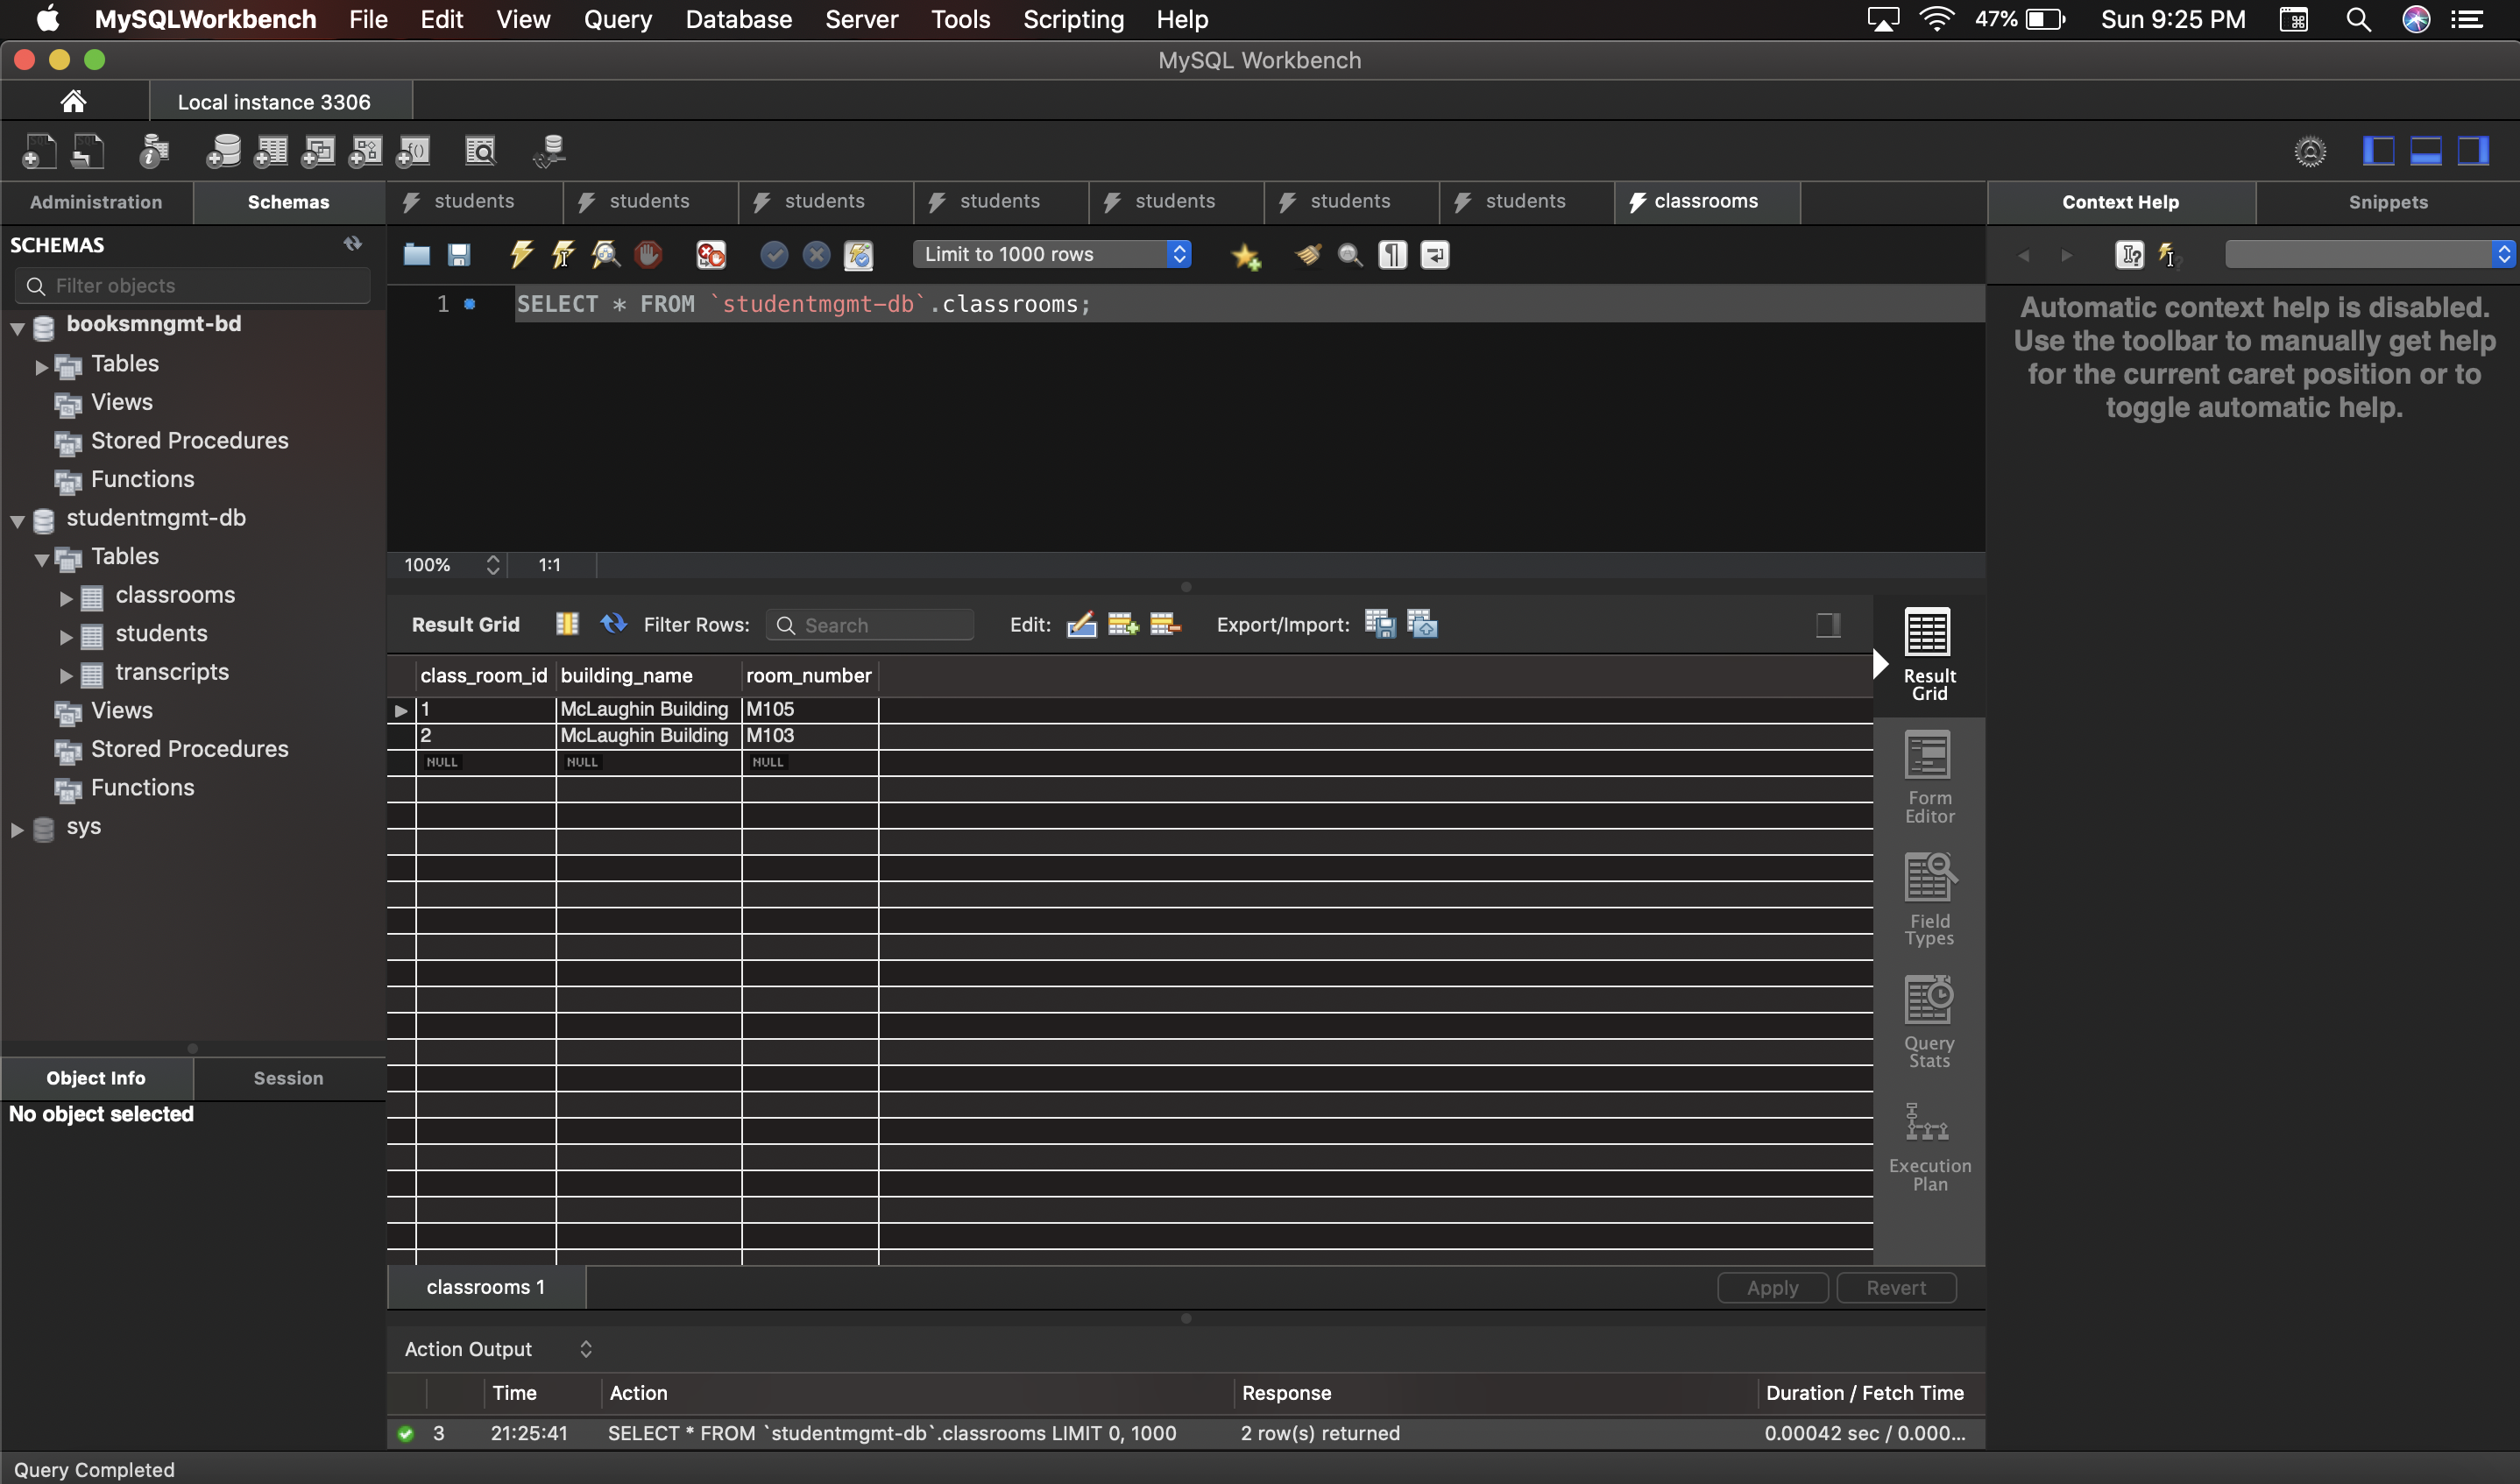 MySQLWorkbench File Edit View Query Database Server Tools Scripting Help 47% Sun 9:25 PM
MySQL Workbench
Local instance 3306
Administration Schemas students students students students students students students classrooms Context Help Snippets
SCHEMAS
Filter objects
Limit to 1000 rows
1 SELECT * FROM `studentmgmt-db`.classrooms;
Automatic context help is disabled.
Use the toolbar to manually get help
for the current caret position or to
toggle automatic help.
booksmngmt-bd
Tables
Views
Stored Procedures
Functions
studentmgmt-db
Tables
classrooms
students
transcripts
Views
Stored Procedures
Functions
sys
100% 1:1
Result Grid Filter Rows: Search Edit: Export/Import:
class_room_id building_name room_number
1 McLaughin Building M105
2 McLaughin Building M103
NULL NULL NULL
Result
Grid
Form
Editor
Field
Types
Query
Stats
Execution
Plan
Object Info Session
No object selected
classrooms 1 Apply Revert
Action Output
Time Action Response Duration / Fetch Time
3 21:25:41 SELECT * FROM `studentmgmt-db`.classrooms LIMIT 0, 1000 2 row(s) returned 0.00042 sec / 0.000...
Query Completed